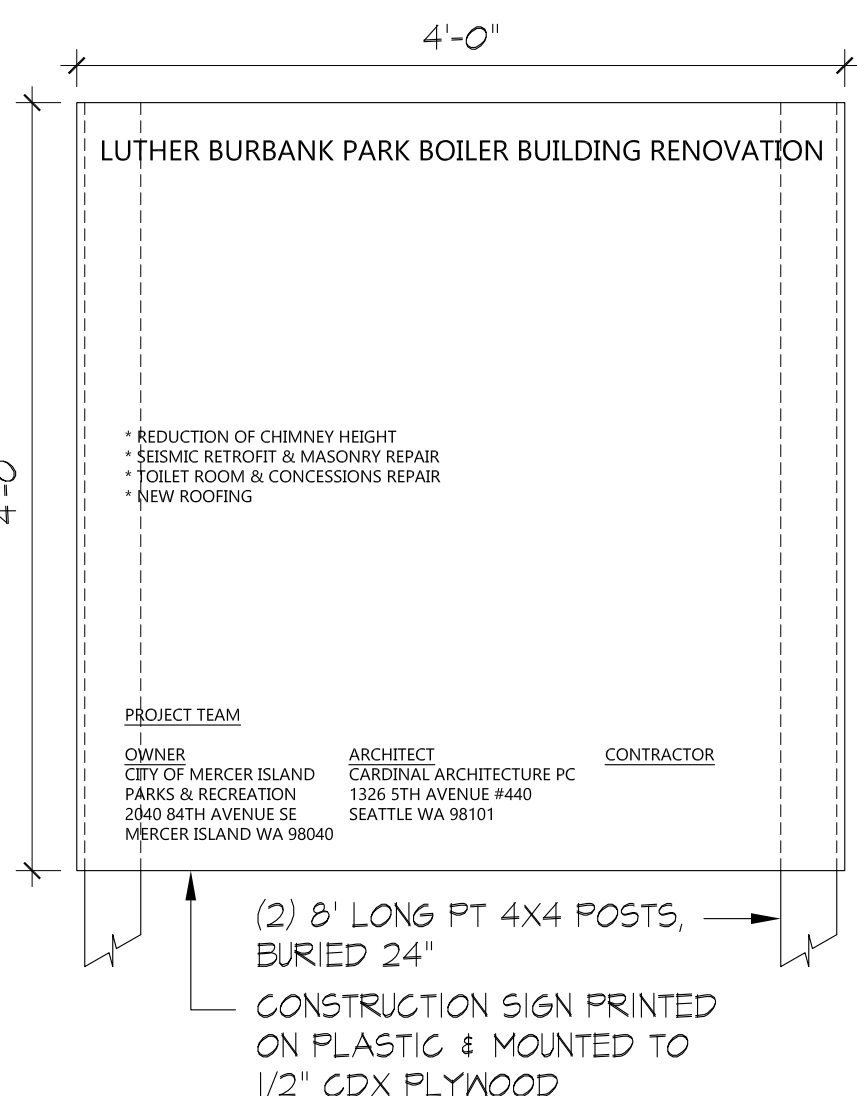 4'-0"
4'-0"
LUTHER BURBANK PARK BOILER BUILDING RENOVATION
* REDUCTION OF CHIMNEY HEIGHT
* SEISMIC RETROFIT & MASONRY REPAIR
* TOILET ROOM & CONCESSIONS REPAIR
* NEW ROOFING
PROJECT TEAM
OWNER
CITY OF MERCER ISLAND
PARKS & RECREATION
2040 84TH AVENUE SE
MERCER ISLAND WA 98040
ARCHITECT
CARDINAL ARCHITECTURE PC
1326 5TH AVENUE #440
SEATTLE WA 98101
CONTRACTOR
(2) 8' LONG PT 4X4 POSTS,
BURIED 24"
CONSTRUCTION SIGN PRINTED
ON PLASTIC & MOUNTED TO
1/2" CDX PLYWOOD